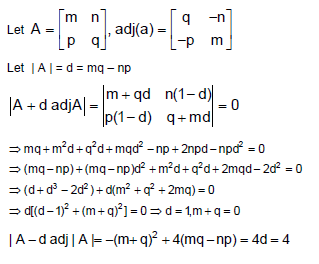 Let A = [m n; p q], adj(a) = [q −n; −p m]
Let | A | = d = mq − np
|A + d adjA| = |m + qd n(1 − d); p(1 − d) q + md| = 0
⇒ mq + m²d + q²d + mqd² − np + 2npd − npd² = 0
⇒ (mq − np) + (mq − np)d² + m²d + q²d + 2mqd − 2d² = 0
⇒ (d + d³ − 2d²) + d(m² + q² + 2mq) = 0
⇒ d[(d − 1)² + (m + q)²] = 0 ⇒ d = 1, m + q = 0
| A − d adj | A |= −(m + q)² + 4(mq − np) = 4d = 4